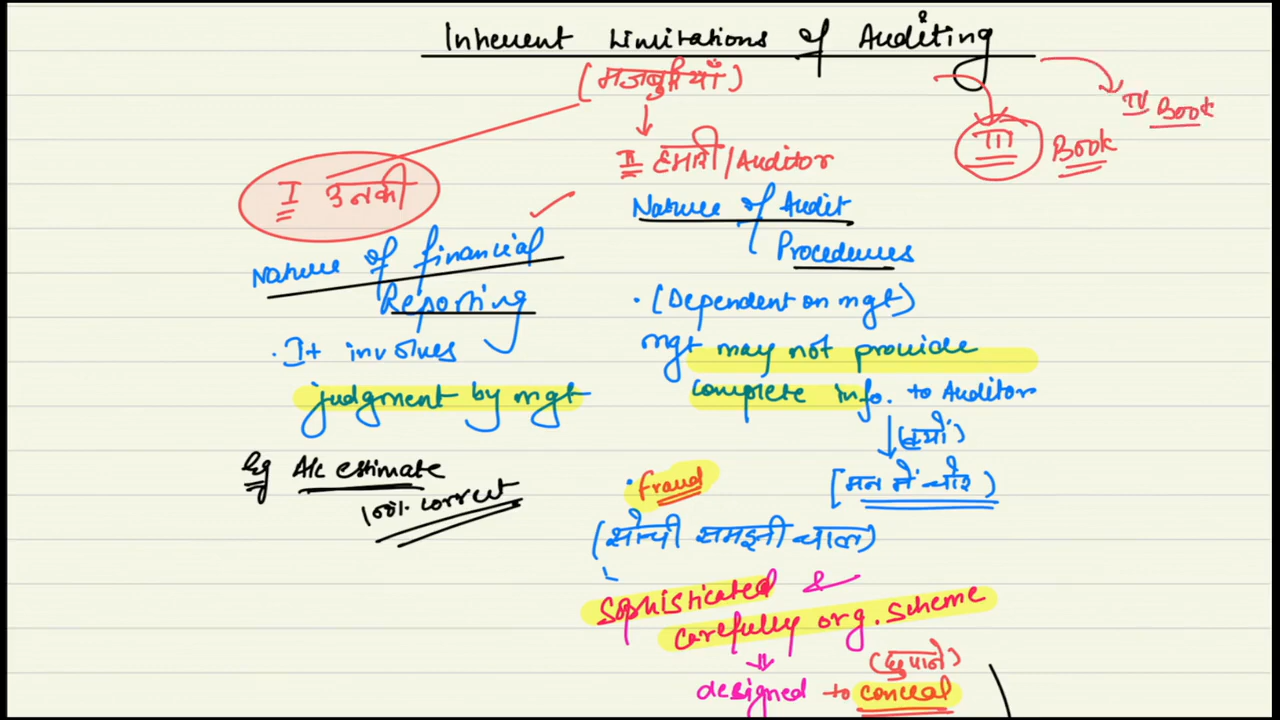 Inherent Limitations of Auditing
(मजबुरियाँ)
IV Book
III Book
I उनकी
II हमारी/Auditor
Nature of financial
Reporting
• It involves
judgment by mgt
Eg A/c estimate
100% correct
Nature of Audit
Procedures
• (Dependent on mgt)
mgt may not provide
complete info. to Auditor
(क्यों)
[मन में चोर)
• fraud
(सोची समझी चाल)
Sophisticated &
Carefully org. Scheme
(छुपाने)
designed to conceal